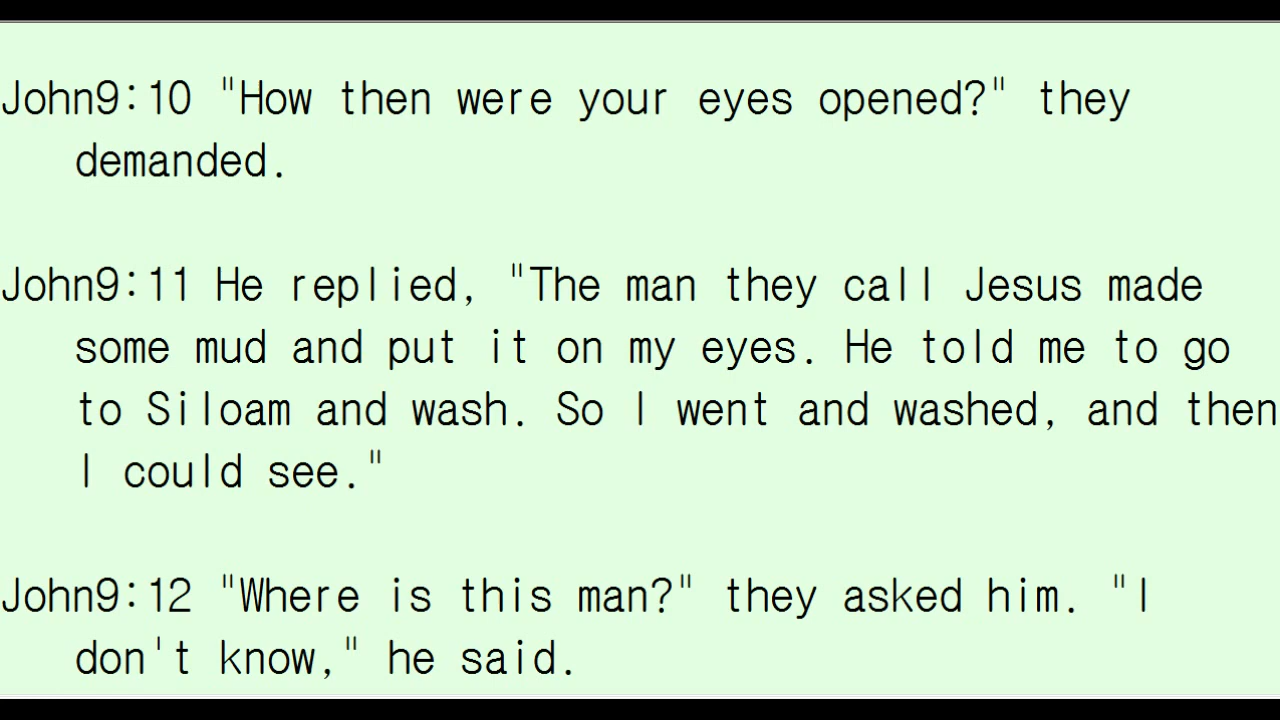 John9:10 "How then were your eyes opened?" they
demanded.
John9:11 He replied, "The man they call Jesus made
some mud and put it on my eyes. He told me to go
to Siloam and wash. So I went and washed, and then
I could see."
John9:12 "Where is this man?" they asked him. "I
don't know," he said.